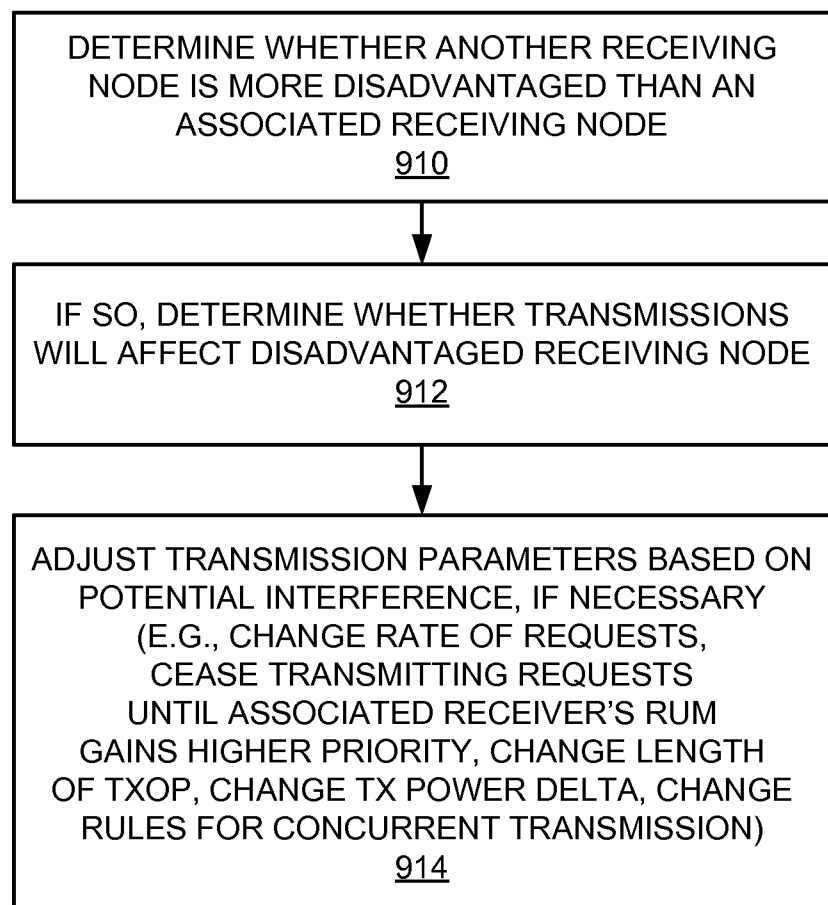 DETERMINE WHETHER ANOTHER RECEIVING
NODE IS MORE DISADVANTAGED THAN AN
ASSOCIATED RECEIVING NODE
910
IF SO, DETERMINE WHETHER TRANSMISSIONS
WILL AFFECT DISADVANTAGED RECEIVING NODE
912
ADJUST TRANSMISSION PARAMETERS BASED ON
POTENTIAL INTERFERENCE, IF NECESSARY
(E.G., CHANGE RATE OF REQUESTS,
CEASE TRANSMITTING REQUESTS
UNTIL ASSOCIATED RECEIVER'S RUM
GAINS HIGHER PRIORITY, CHANGE LENGTH
OF TXOP, CHANGE TX POWER DELTA, CHANGE
RULES FOR CONCURRENT TRANSMISSION)
914